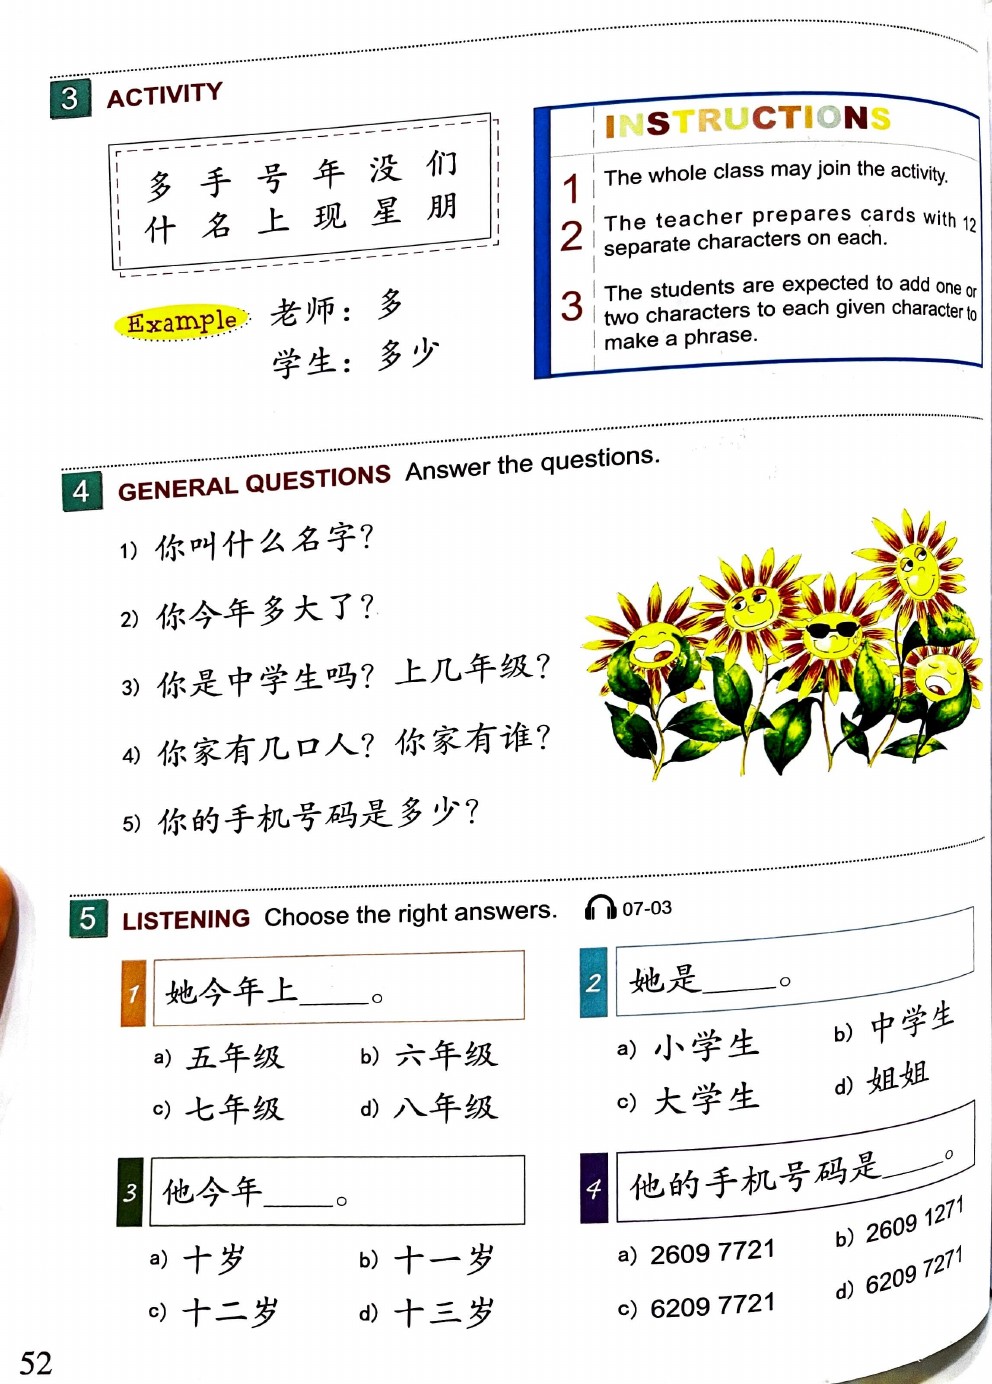 3 ACTIVITY
多 手 号 年 没 们
什 名 上 现 星 朋
Example 老师：多
学生：多少
INSTRUCTIONS
1 The whole class may join the activity.
2 The teacher prepares cards with 12
separate characters on each.
3 The students are expected to add one or
two characters to each given character to
make a phrase.
4 GENERAL QUESTIONS Answer the questions.
1) 你叫什么名字？
2) 你今年多大了？
3) 你是中学生吗？上几年级？
4) 你家有几口人？你家有谁？
5) 你的手机号码是多少？
5 LISTENING Choose the right answers. 07-03
1 她今年上_____。
a) 五年级 b) 六年级
c) 七年级 d) 八年级
2 她是_____。
a) 小学生 b) 中学生
c) 大学生 d) 姐姐
3 他今年_____。
a) 十岁 b) 十一岁
c) 十二岁 d) 十三岁
4 他的手机号码是_____。
a) 2609 7721 b) 2609 1271
c) 6209 7721 d) 6209 7271
52